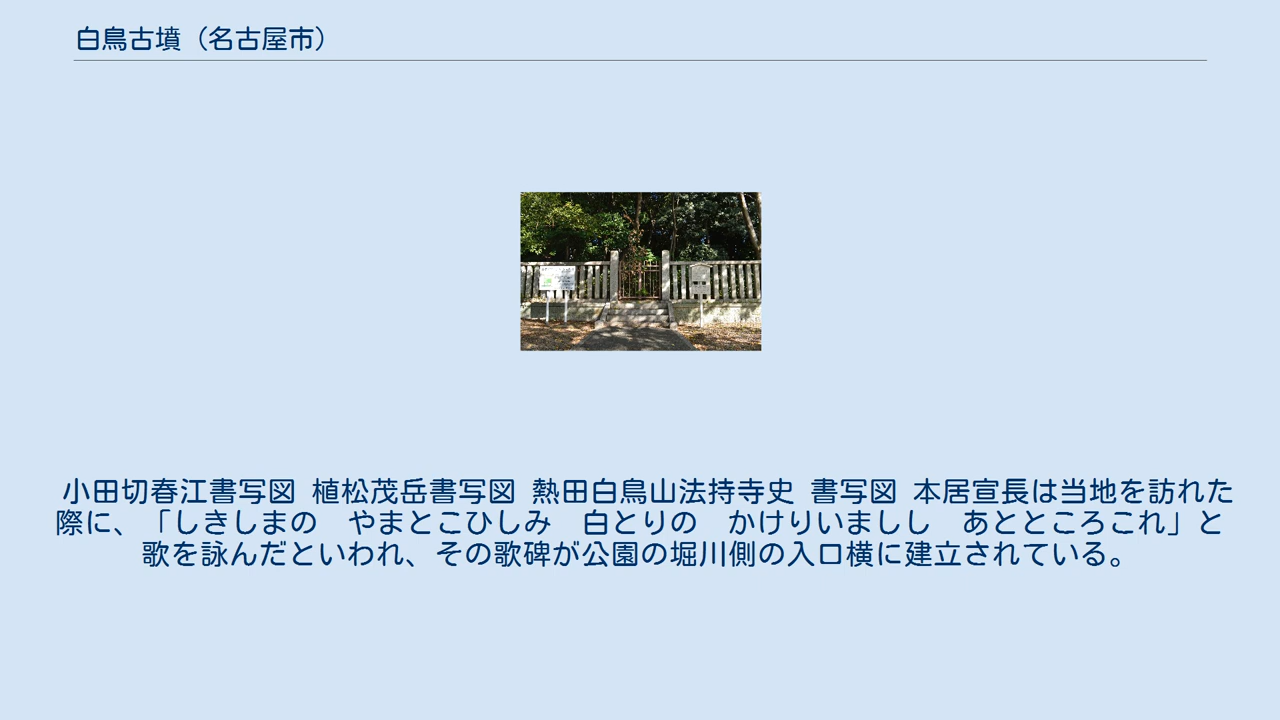 白鳥古墳（名古屋市）
小田切春江書写図 植松茂岳書写図 熱田白鳥山法持寺史 書写図 本居宣長は当地を訪れた
際に、「しきしまの　やまとこひしみ　白とりの　かけりいましし　あとところこれ」と
歌を詠んだといわれ、その歌碑が公園の堀川側の入口横に建立されている。